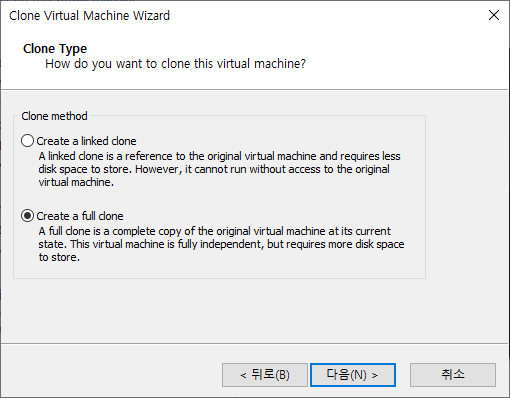 Clone Virtual Machine Wizard
Clone Type
How do you want to clone this virtual machine?
Clone method
Create a linked clone
A linked clone is a reference to the original virtual machine and requires less
disk space to store. However, it cannot run without access to the original
virtual machine.
Create a full clone
A full clone is a complete copy of the original virtual machine at its current
state. This virtual machine is fully independent, but requires more disk space
to store.
< 뒤로(B)
다음(N) >
취소